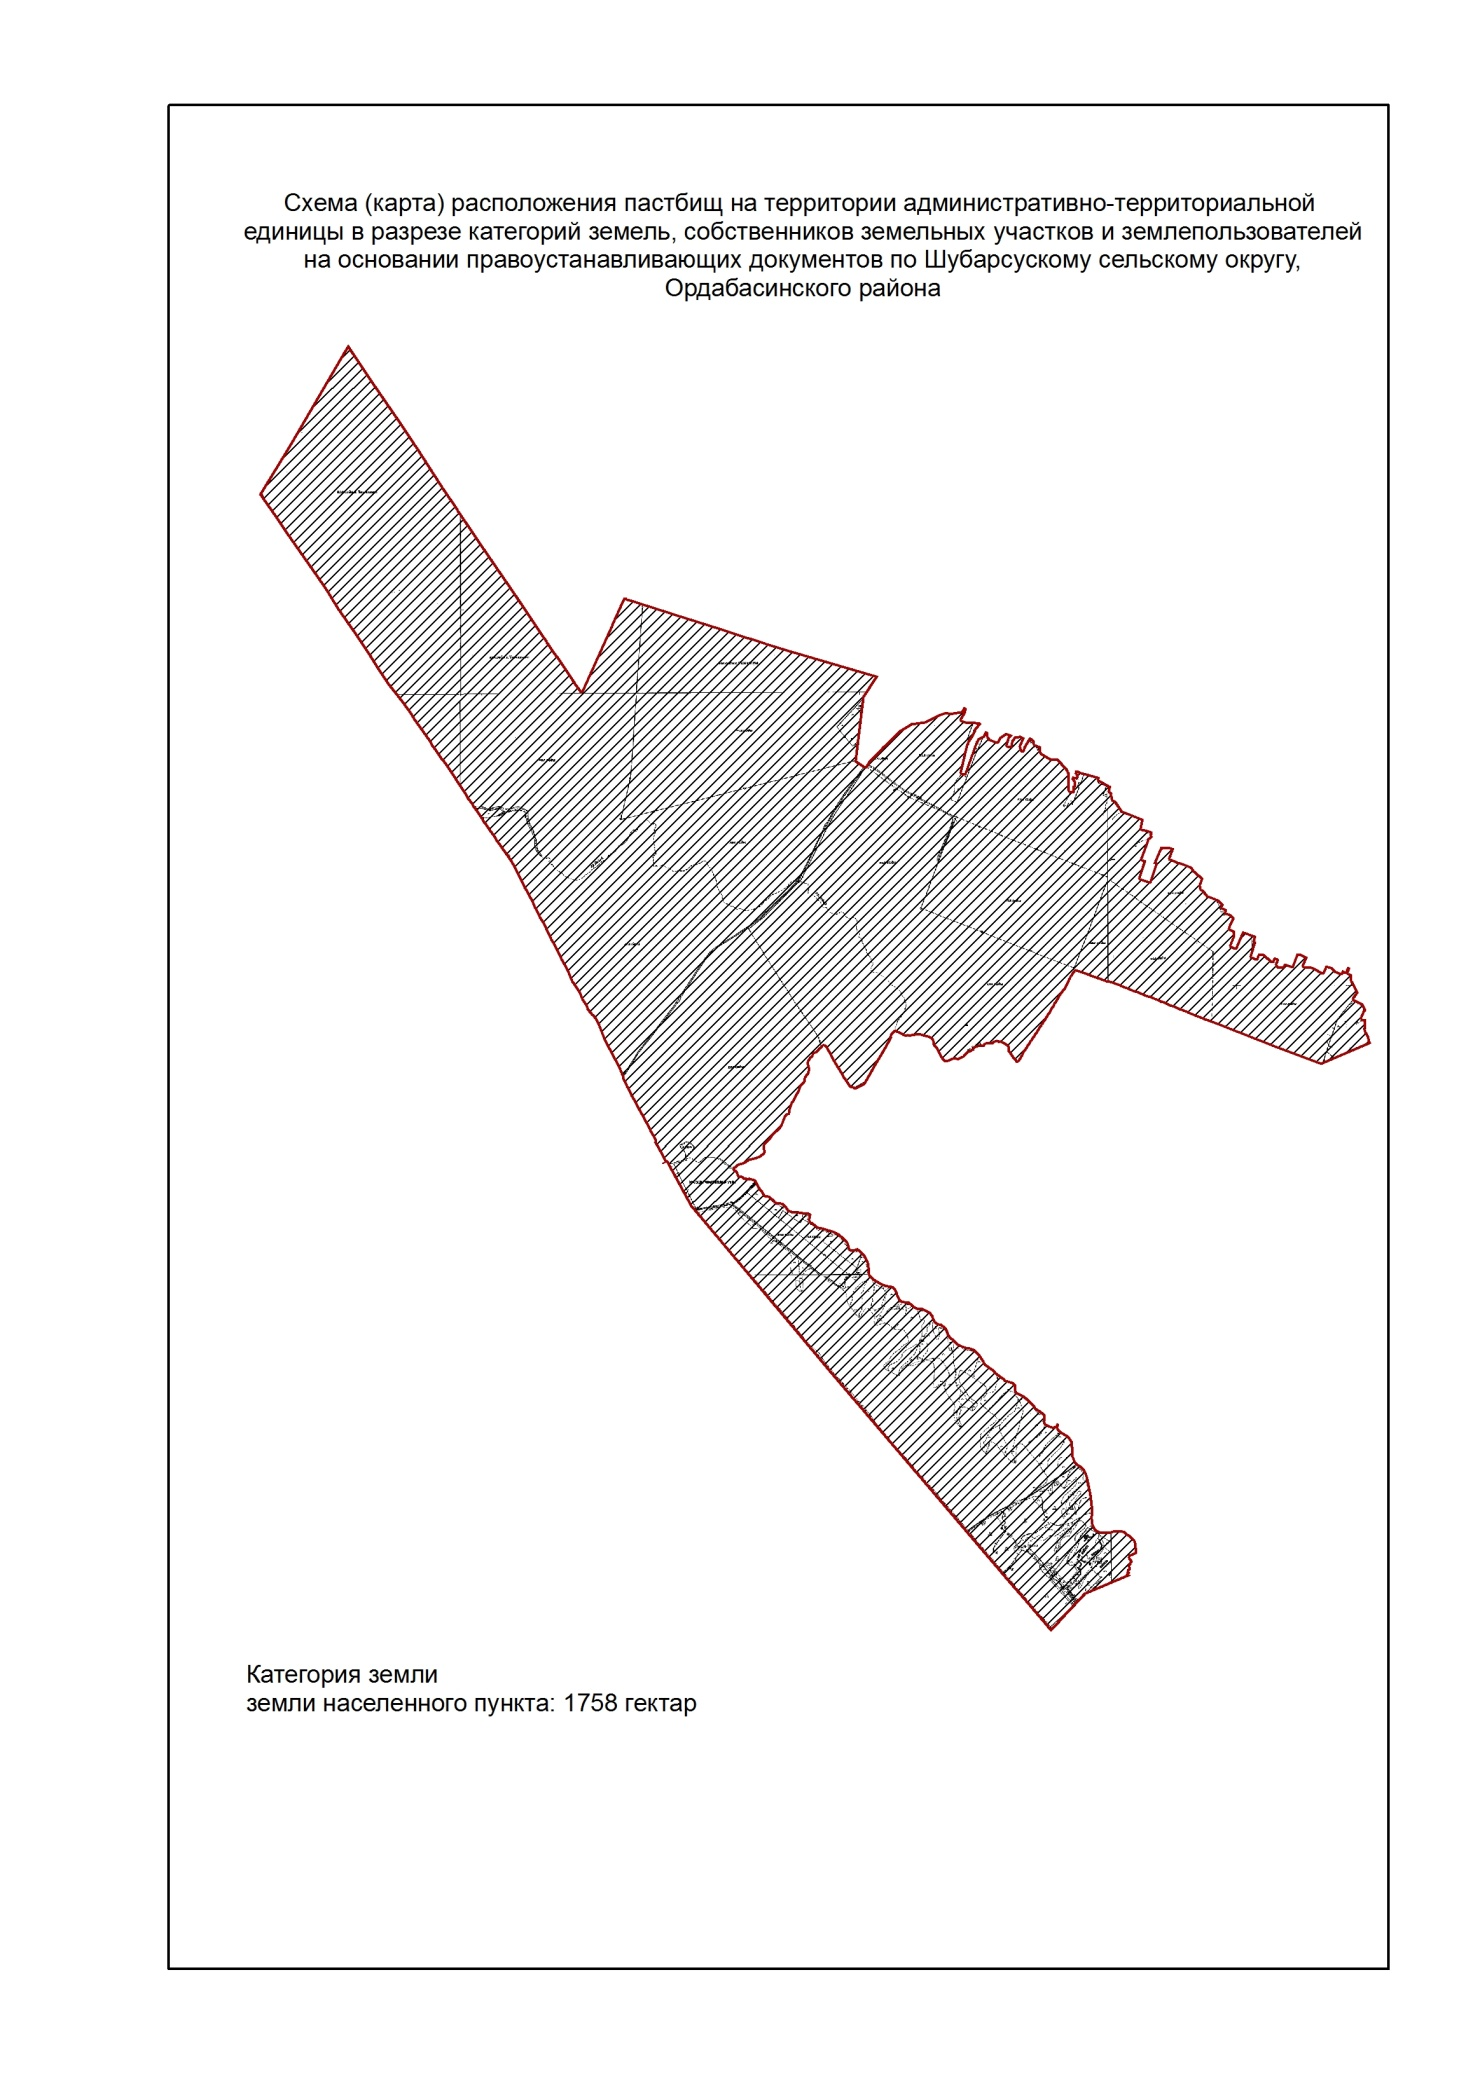 Схема (карта) расположения пастбищ на территории административно-территориальной
единицы в разрезе категорий земель, собственников земельных участков и землепользователей
на основании правоустанавливающих документов по Шубарсускому сельскому округу,
Ордабасинского района
Категория земли
земли населенного пункта: 1758 гектар